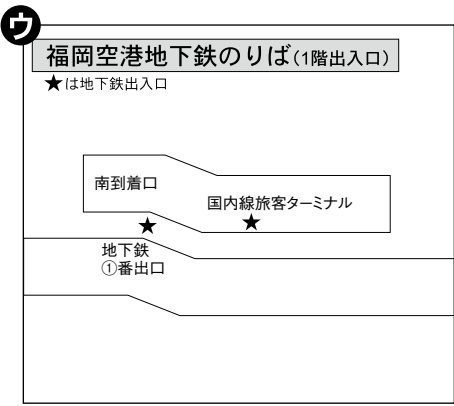 ウ
福岡空港地下鉄のりば(1階出入口)
★は地下鉄出入口
南到着口
国内線旅客ターミナル
★
★
地下鉄
①番出口